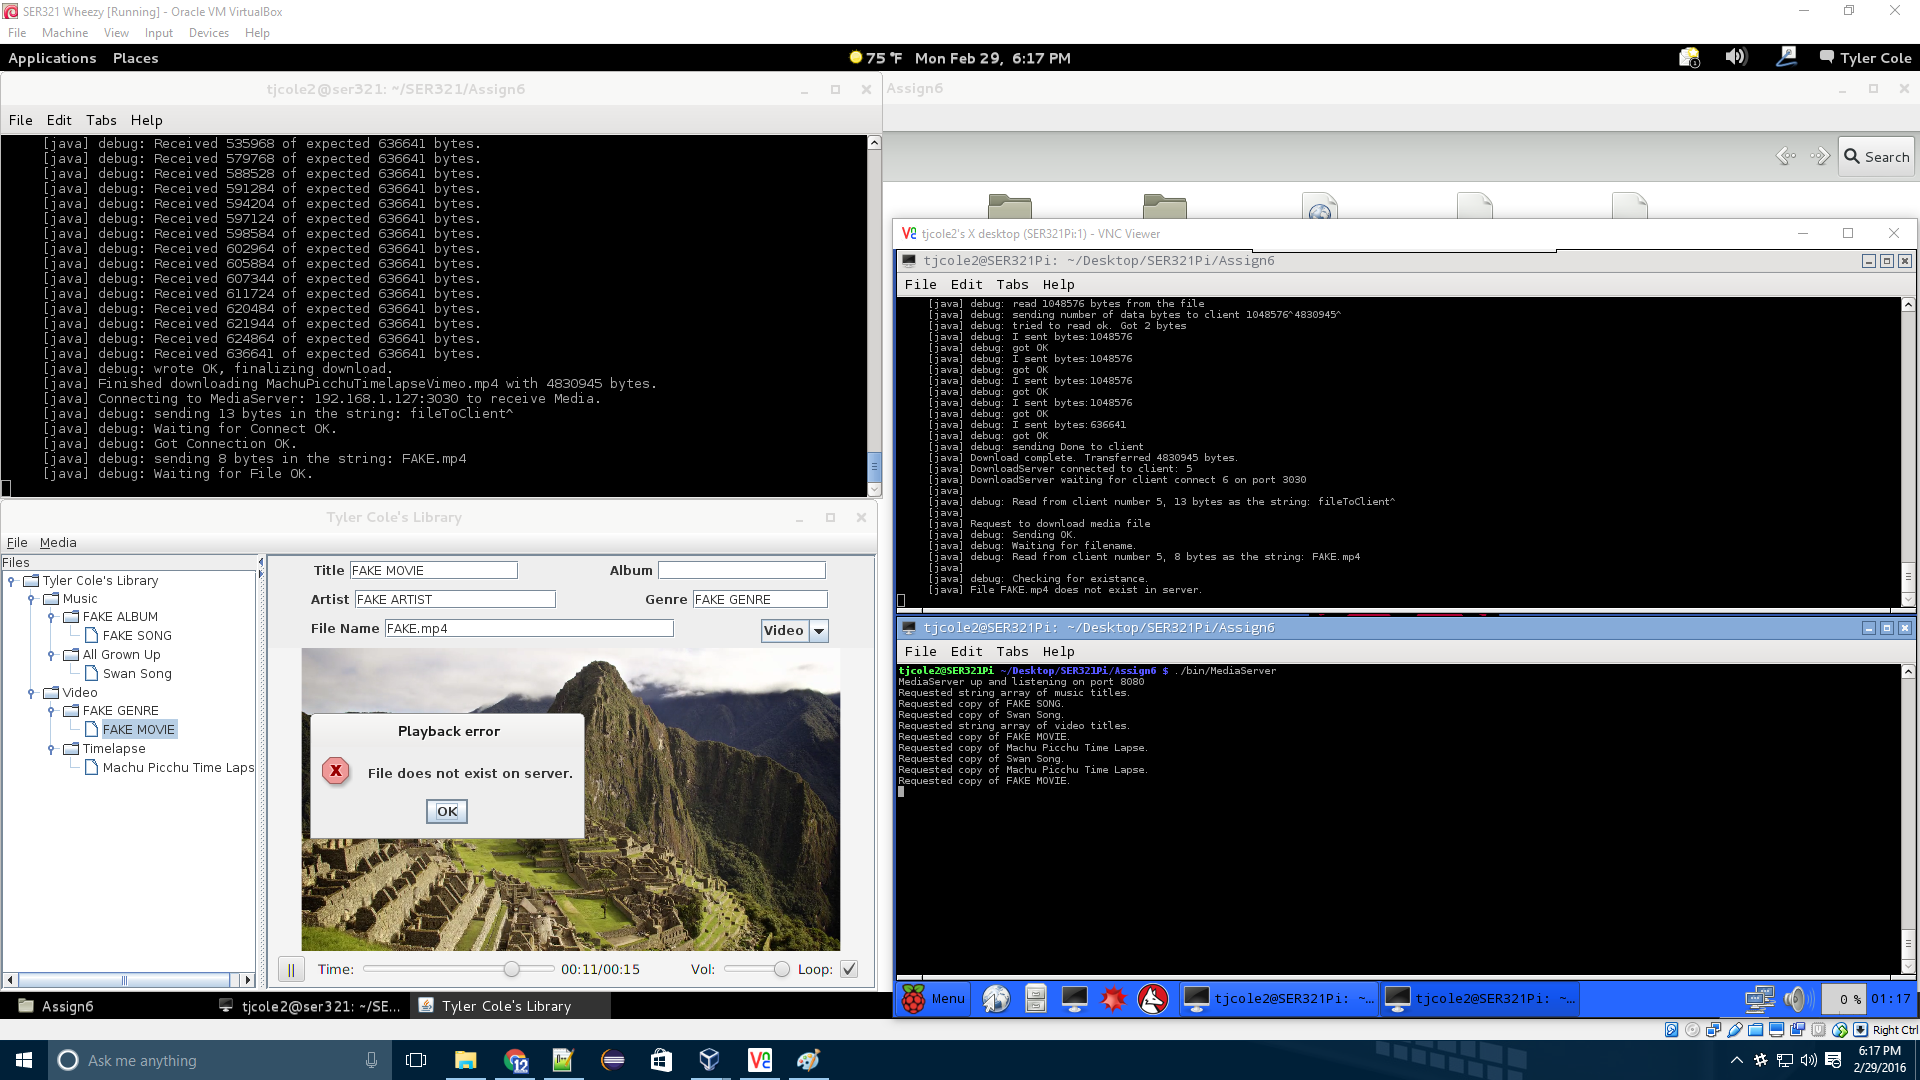 SER321 Wheezy [Running] - Oracle VM VirtualBox
File Machine View Input Devices Help
Applications Places
75 °F Mon Feb 29, 6:17 PM
Tyler Cole
tjcole2@ser321: ~/SER321/Assign6
File Edit Tabs Help
[java] debug: Received 535968 of expected 636641 bytes.
[java] debug: Received 579768 of expected 636641 bytes.
[java] debug: Received 588528 of expected 636641 bytes.
[java] debug: Received 591284 of expected 636641 bytes.
[java] debug: Received 594204 of expected 636641 bytes.
[java] debug: Received 597124 of expected 636641 bytes.
[java] debug: Received 598584 of expected 636641 bytes.
[java] debug: Received 602964 of expected 636641 bytes.
[java] debug: Received 605884 of expected 636641 bytes.
[java] debug: Received 607344 of expected 636641 bytes.
[java] debug: Received 611724 of expected 636641 bytes.
[java] debug: Received 620484 of expected 636641 bytes.
[java] debug: Received 621944 of expected 636641 bytes.
[java] debug: Received 624864 of expected 636641 bytes.
[java] debug: Received 636641 of expected 636641 bytes.
[java] debug: wrote OK, finalizing download.
[java] Finished downloading MachuPicchuTimelapseVimeo.mp4 with 4830945 bytes.
[java] Connecting to MediaServer: 192.168.1.127:3030 to receive Media.
[java] debug: sending 13 bytes in the string: fileToClient^
[java] debug: Waiting for Connect OK.
[java] debug: Got Connection OK.
[java] debug: sending 8 bytes in the string: FAKE.mp4
[java] debug: Waiting for File OK.
Assign6
Search
tjcole2's X desktop (SER321Pi:1) - VNC Viewer
tjcole2@SER321Pi: ~/Desktop/SER321Pi/Assign6
File Edit Tabs Help
[java] debug: read 1048576 bytes from the file
[java] debug: sending number of data bytes to client 1048576^4830945^
[java] debug: tried to read ok. Got 2 bytes
[java] debug: I sent bytes:1048576
[java] debug: got OK
[java] debug: I sent bytes:1048576
[java] debug: got OK
[java] debug: I sent bytes:1048576
[java] debug: got OK
[java] debug: I sent bytes:1048576
[java] debug: got OK
[java] debug: I sent bytes:636641
[java] debug: got OK
[java] debug: sending Done to client
[java] Download complete. Transferred 4830945 bytes.
[java] DownloadServer connected to client: 5
[java] DownloadServer waiting for client connect 6 on port 3030
[java]
[java] debug: Read from client number 5, 13 bytes as the string: fileToClient^
[java]
[java] Request to download media file
[java] debug: Sending OK.
[java] debug: Waiting for filename.
[java] debug: Read from client number 5, 8 bytes as the string: FAKE.mp4
[java]
[java] debug: Checking for existance.
[java] File FAKE.mp4 does not exist in server.
tjcole2@SER321Pi: ~/Desktop/SER321Pi/Assign6
File Edit Tabs Help
tjcole2@SER321Pi ~/Desktop/SER321Pi/Assign6 $ ./bin/MediaServer
MediaServer up and listening on port 8080
Requested string array of music titles.
Requested copy of FAKE SONG.
Requested copy of Swan Song.
Requested string array of video titles.
Requested copy of FAKE MOVIE.
Requested copy of Machu Picchu Time Lapse.
Requested copy of Swan Song.
Requested copy of Machu Picchu Time Lapse.
Requested copy of FAKE MOVIE.
Menu
tjcole2@SER321Pi: ~...
tjcole2@SER321Pi: ~...
0 %
01:17
Tyler Cole's Library
File Media
Files
Tyler Cole's Library
Music
FAKE ALBUM
FAKE SONG
All Grown Up
Swan Song
Video
FAKE GENRE
FAKE MOVIE
Timelapse
Machu Picchu Time Laps
Title FAKE MOVIE
Album
Artist FAKE ARTIST
Genre FAKE GENRE
File Name FAKE.mp4
Video
Playback error
File does not exist on server.
OK
Time: 00:11/00:15 Vol: Loop:
Assign6
tjcole2@ser321: ~/SE...
Tyler Cole's Library
Right Ctrl
Ask me anything
12
6:17 PM
2/29/2016